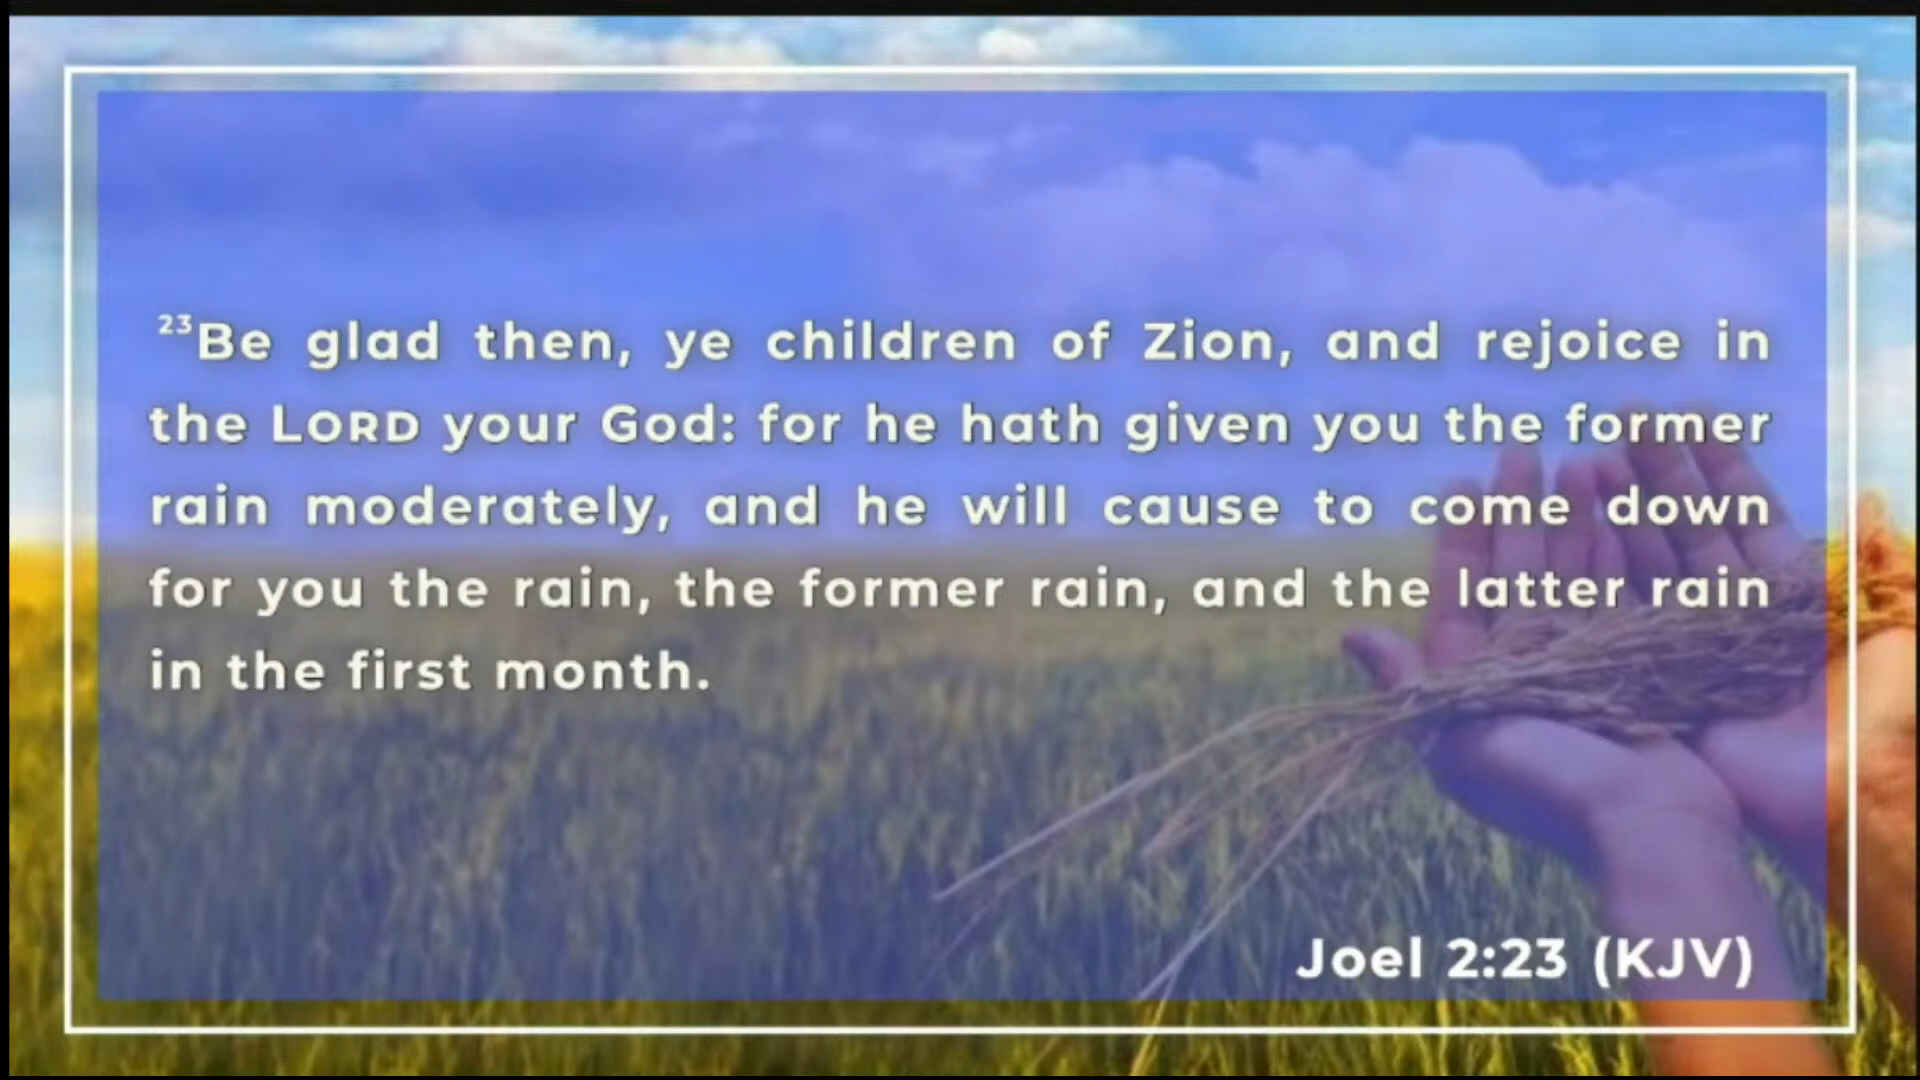 23Be glad then, ye children of Zion, and rejoice in
the LORD your God: for he hath given you the former
rain moderately, and he will cause to come down
for you the rain, the former rain, and the latter rain
in the first month.
Joel 2:23 (KJV)